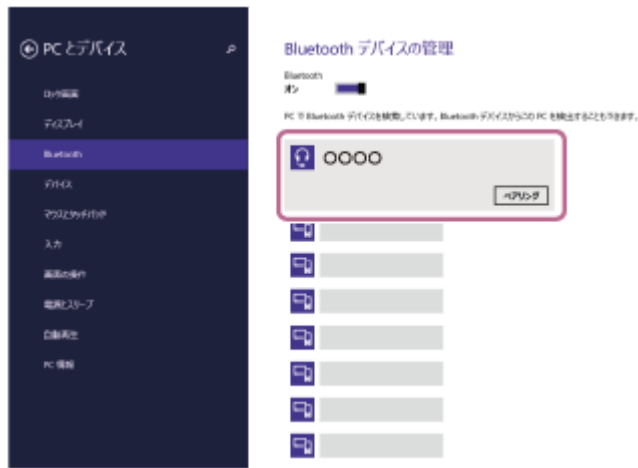 PC とデバイス
ロック画面
ディスプレイ
Bluetooth
デバイス
マウスとタッチパッド
入力
画面の操作
電源とスリープ
自動再生
PC 情報
Bluetooth デバイスの管理
Bluetooth
オン
PC で Bluetooth デバイスを検索しています。Bluetooth デバイスからこの PC を検出することもできます。
○○○○
ペアリング